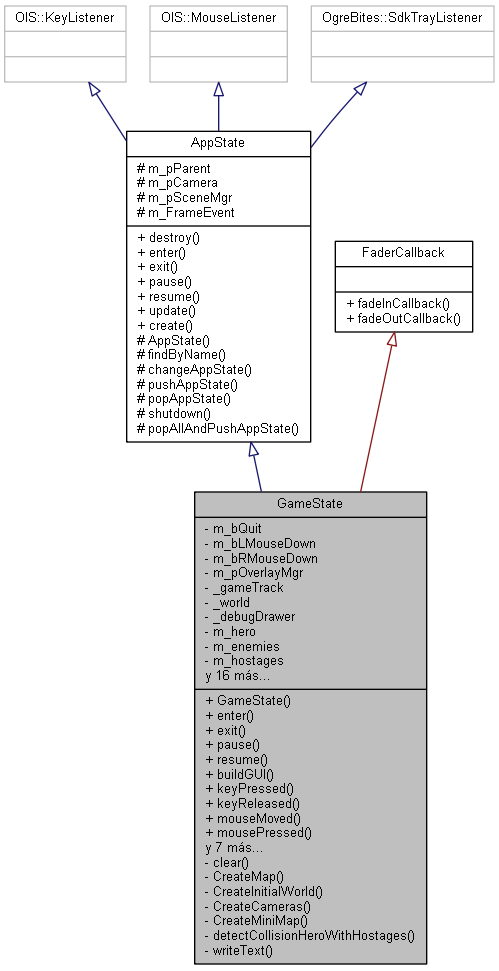 OIS::KeyListener
OIS::MouseListener
OgreBites::SdkTrayListener
AppState
# m_pParent
# m_pCamera
# m_pSceneMgr
# m_FrameEvent
+ destroy()
+ enter()
+ exit()
+ pause()
+ resume()
+ update()
+ create()
# AppState()
# findByName()
# changeAppState()
# pushAppState()
# popAppState()
# shutdown()
# popAllAndPushAppState()
FaderCallback
+ fadeInCallback()
+ fadeOutCallback()
GameState
- m_bQuit
- m_bLMouseDown
- m_bRMouseDown
- m_pOverlayMgr
- _gameTrack
- _world
- _debugDrawer
- m_hero
- m_enemies
- m_hostages
y 16 más...
+ GameState()
+ enter()
+ exit()
+ pause()
+ resume()
+ buildGUI()
+ keyPressed()
+ keyReleased()
+ mouseMoved()
+ mousePressed()
y 7 más...
- clear()
- CreateMap()
- CreateInitialWorld()
- CreateCameras()
- CreateMiniMap()
- detectCollisionHeroWithHostages()
- writeText()